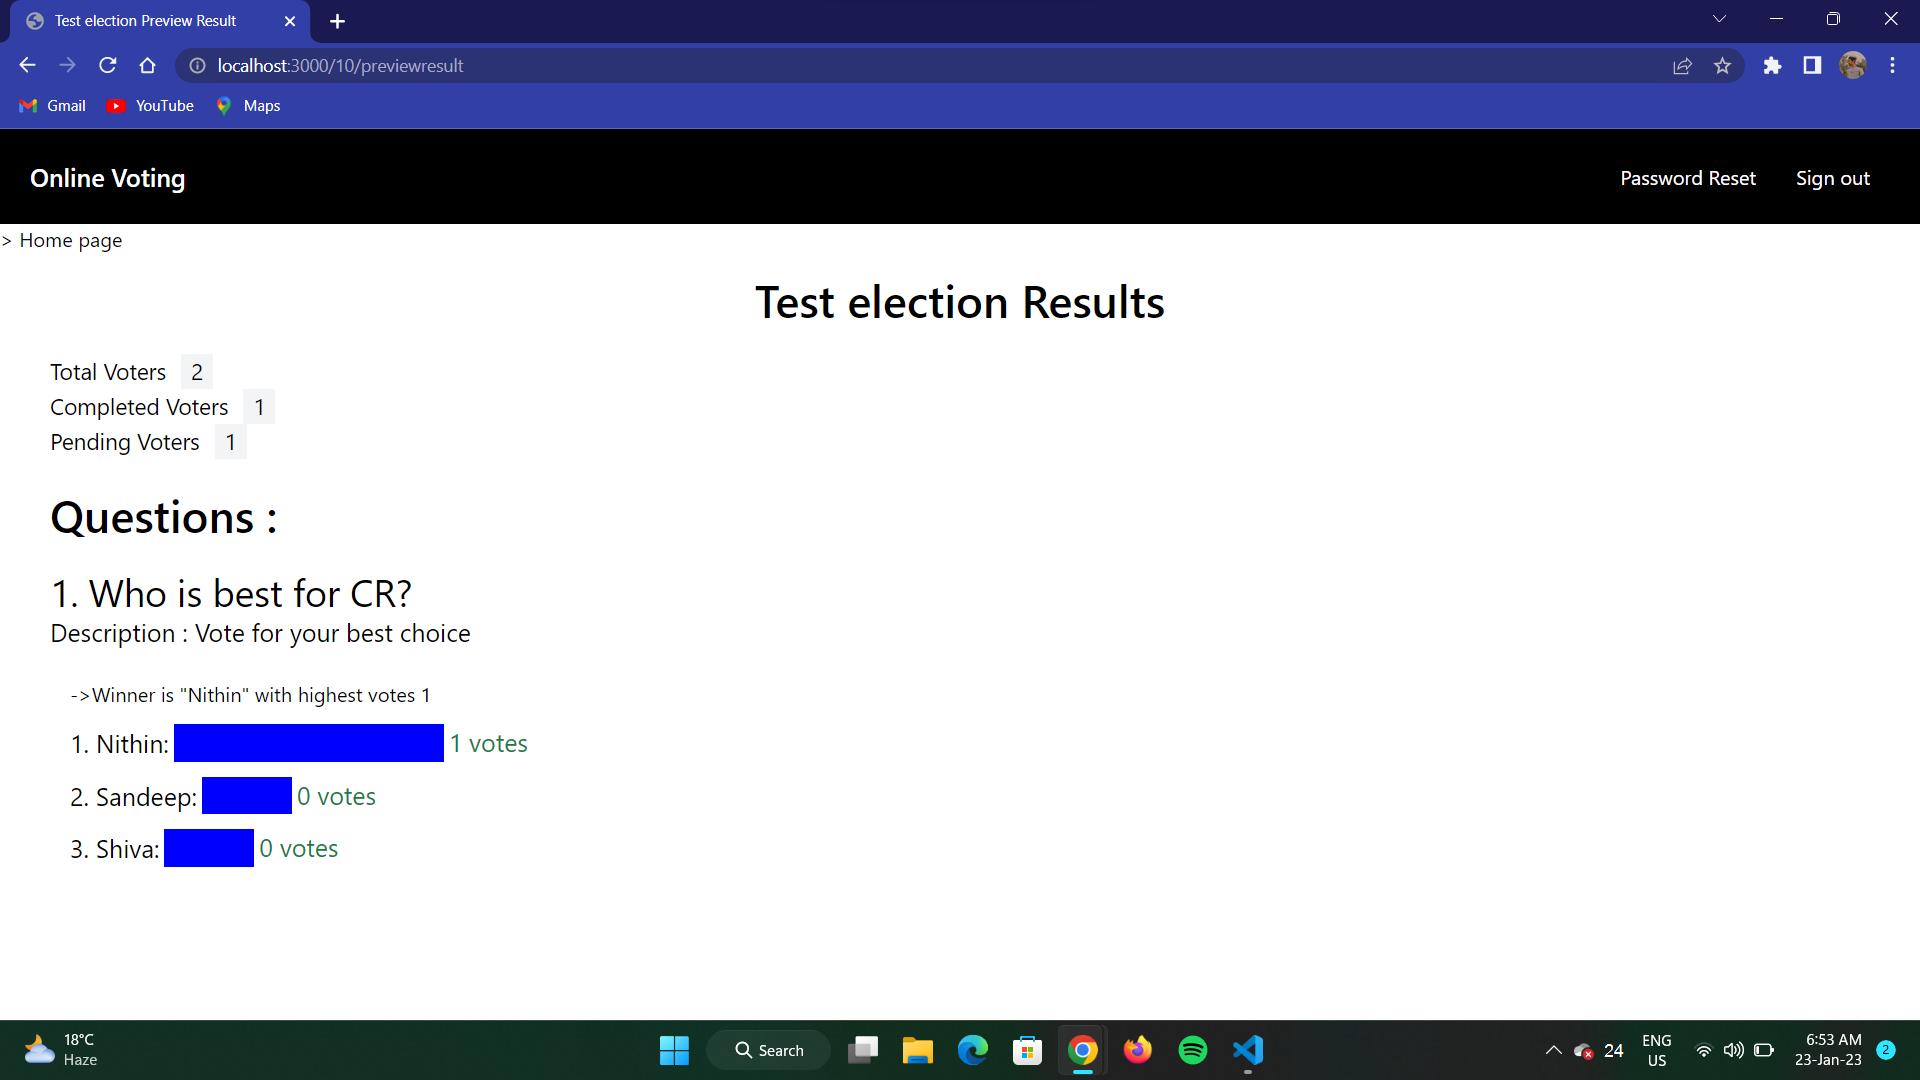 Test election Preview Result
localhost:3000/10/previewresult
Gmail YouTube Maps
Online Voting Password Reset Sign out
> Home page
Test election Results
Total Voters 2
Completed Voters 1
Pending Voters 1
Questions :
1. Who is best for CR?
Description : Vote for your best choice
->Winner is "Nithin" with highest votes 1
1. Nithin: 1 votes
2. Sandeep: 0 votes
3. Shiva: 0 votes
18°C
Haze
Search
24
ENG
US
6:53 AM
23-Jan-23
2